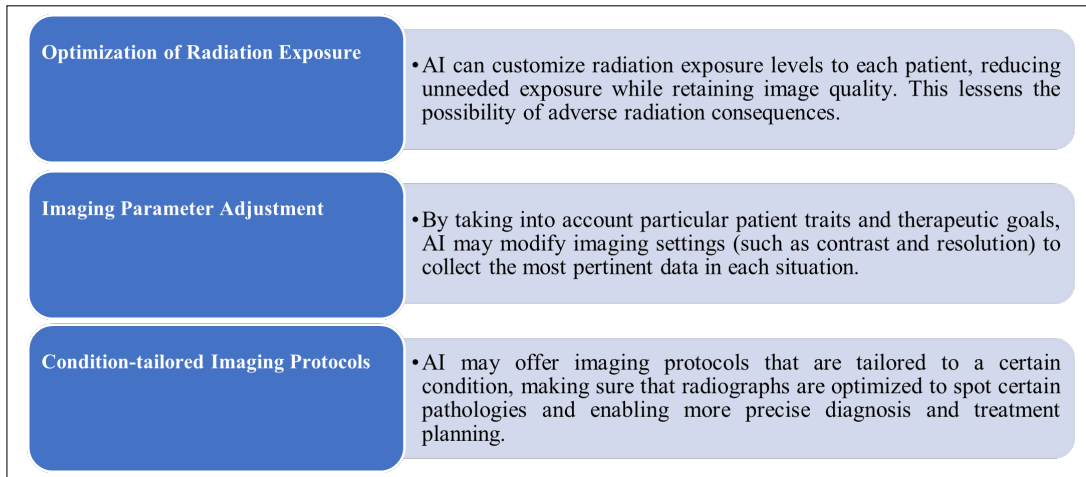 Optimization of Radiation Exposure
•AI can customize radiation exposure levels to each patient, reducing
unneeded exposure while retaining image quality. This lessens the
possibility of adverse radiation consequences.
Imaging Parameter Adjustment
•By taking into account particular patient traits and therapeutic goals,
AI may modify imaging settings (such as contrast and resolution) to
collect the most pertinent data in each situation.
Condition-tailored Imaging Protocols
•AI may offer imaging protocols that are tailored to a certain
condition, making sure that radiographs are optimized to spot certain
pathologies and enabling more precise diagnosis and treatment
planning.